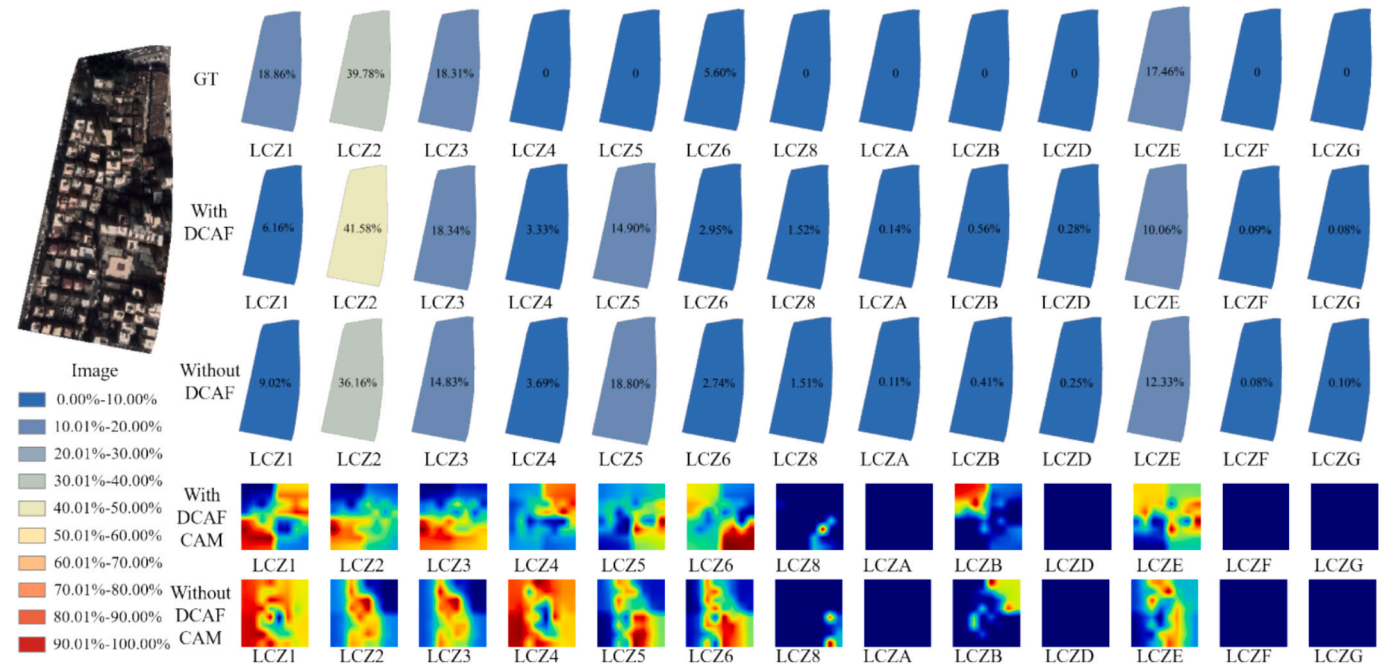 GT
18.86% 39.78% 18.31% 0 0 5.60% 0 0 0 0 17.46% 0 0
LCZ1 LCZ2 LCZ3 LCZ4 LCZ5 LCZ6 LCZ8 LCZA LCZB LCZD LCZE LCZF LCZG
With
DCAF
6.16% 41.58% 18.34% 3.33% 14.90% 2.95% 1.52% 0.14% 0.56% 0.28% 10.06% 0.09% 0.08%
LCZ1 LCZ2 LCZ3 LCZ4 LCZ5 LCZ6 LCZ8 LCZA LCZB LCZD LCZE LCZF LCZG
Without
DCAF
9.02% 36.16% 14.83% 3.69% 18.80% 2.74% 1.51% 0.11% 0.41% 0.25% 12.33% 0.08% 0.10%
LCZ1 LCZ2 LCZ3 LCZ4 LCZ5 LCZ6 LCZ8 LCZA LCZB LCZD LCZE LCZF LCZG
With
DCAF
CAM
LCZ1 LCZ2 LCZ3 LCZ4 LCZ5 LCZ6 LCZ8 LCZA LCZB LCZD LCZE LCZF LCZG
Without
DCAF
CAM
LCZ1 LCZ2 LCZ3 LCZ4 LCZ5 LCZ6 LCZ8 LCZA LCZB LCZD LCZE LCZF LCZG
Image
0.00%-10.00%
10.01%-20.00%
20.01%-30.00%
30.01%-40.00%
40.01%-50.00%
50.01%-60.00%
60.01%-70.00%
70.01%-80.00%
80.01%-90.00%
90.01%-100.00%